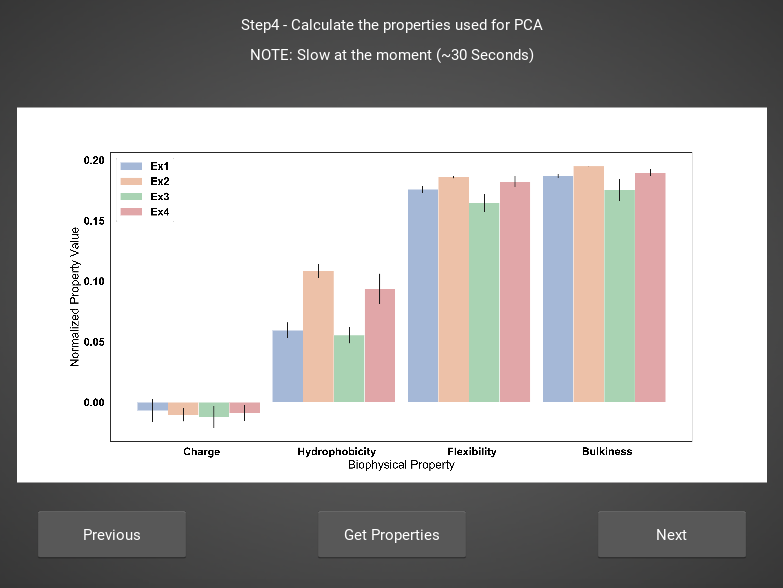 Step4 - Calculate the properties used for PCA
NOTE: Slow at the moment (~30 Seconds)
Ex1
Ex2
Ex3
Ex4
Normalized Property Value
0.20
0.15
0.10
0.05
0.00
Charge Hydrophobicity Flexibility Bulkiness
Biophysical Property
Previous Get Properties Next